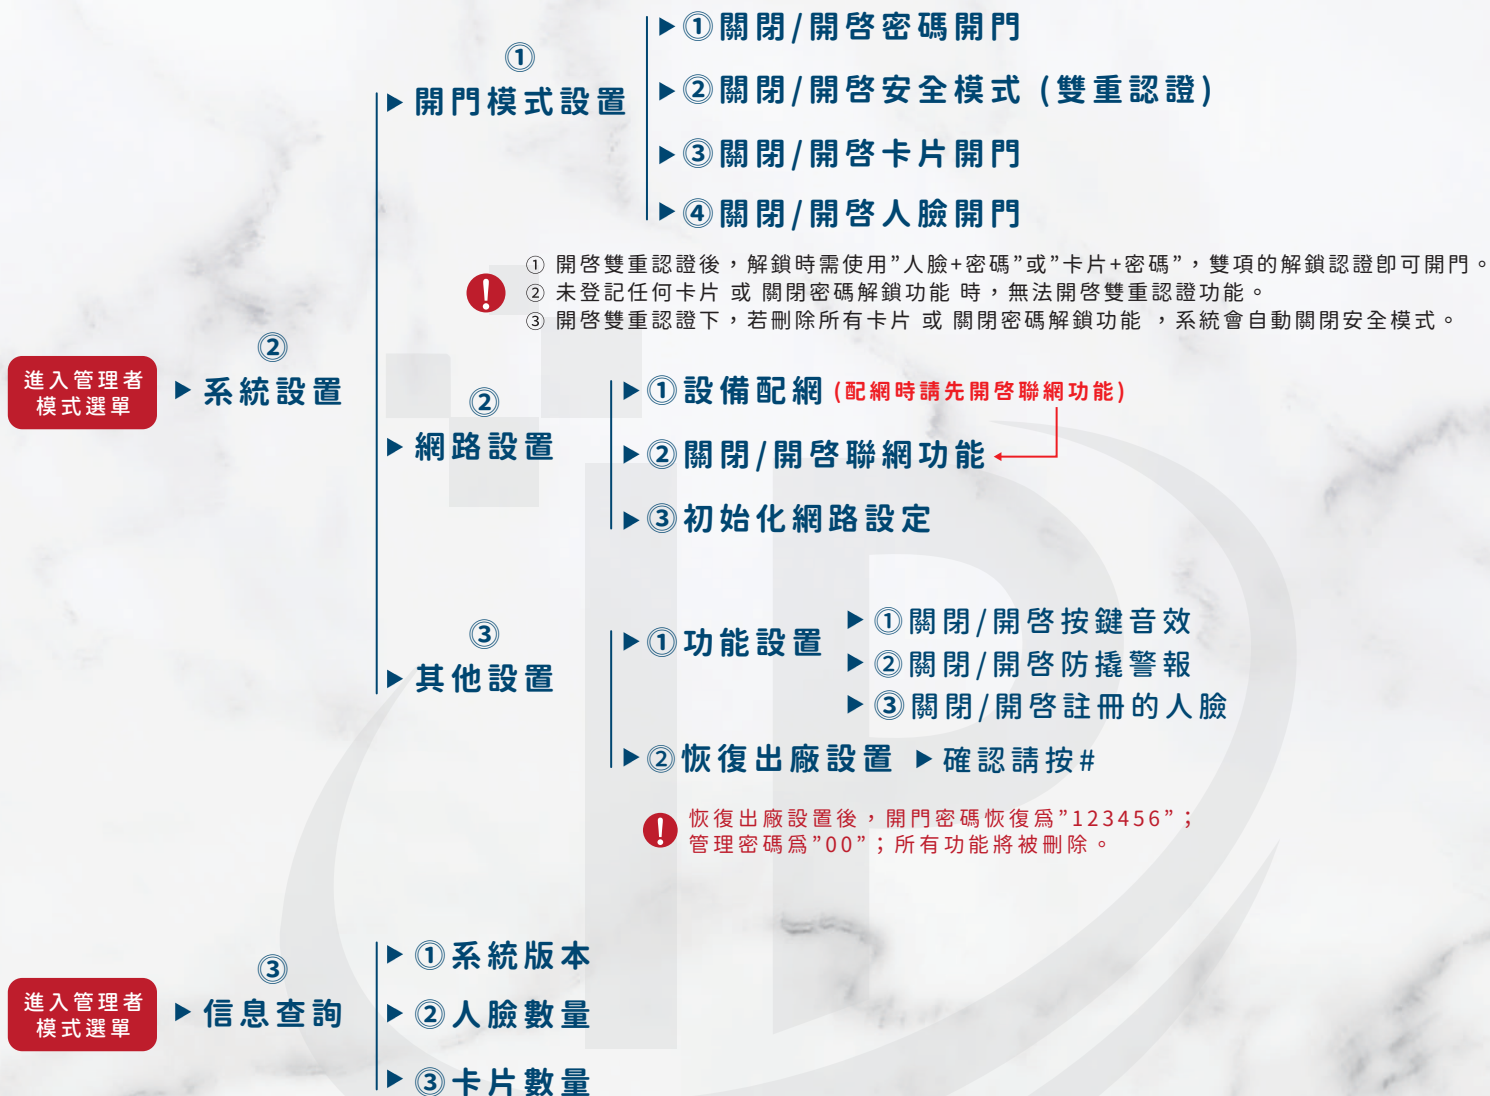 ①關閉/開啓密碼開門
①
開門模式設置
②關閉/開啓安全模式 (雙重認證)
③關閉/開啓卡片開門
④關閉/開啓人臉開門
① 開啓雙重認證後，解鎖時需使用”人臉+密碼”或”卡片+密碼”，雙項的解鎖認證卽可開門。
② 未登記任何卡片 或 關閉密碼解鎖功能 時，無法開啓雙重認證功能。
③ 開啓雙重認證下，若刪除所有卡片 或 關閉密碼解鎖功能 ，系統會自動關閉安全模式。
進入管理者
模式選單
②
系統設置
②
網路設置
①設備配網 (配網時請先開啓聯網功能)
②關閉/開啓聯網功能
③初始化網路設定
③
其他設置
①功能設置
①關閉/開啓按鍵音效
②關閉/開啓防撬警報
③關閉/開啓註冊的人臉
②恢復出廠設置
確認請按#
恢復出廠設置後，開門密碼恢復爲”123456”；
管理密碼爲”00”；所有功能將被刪除。
進入管理者
模式選單
③
信息查詢
①系統版本
②人臉數量
③卡片數量